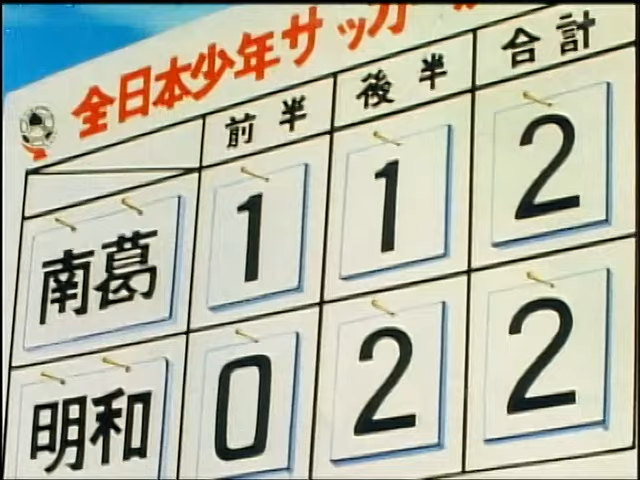 全日本少年サッカー
前半 後半 合計
南葛 1 1 2
明和 0 2 2